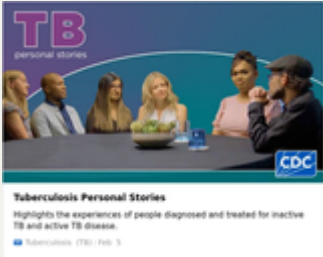 TB
personal stories
CDC
Tuberculosis Personal Stories
Highlights the experiences of people diagnosed and treated for inactive
TB and active TB disease.
Tuberculosis (TB) Feb 5